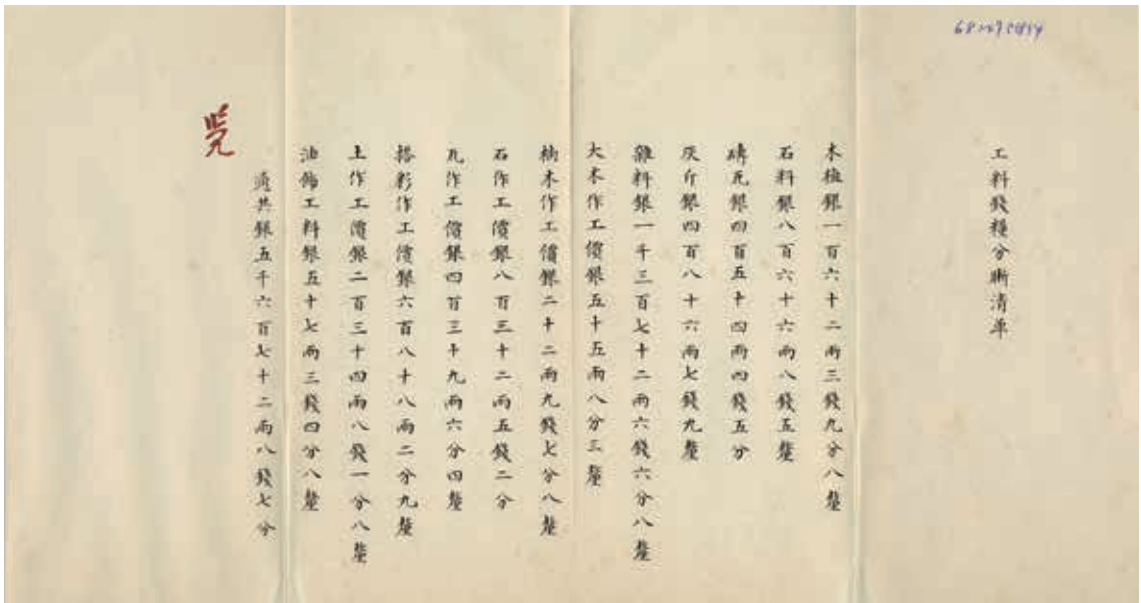 工料錢糧分晰清單
木植銀一百六十二兩三錢九分八釐
石料銀八百六十六兩八錢五釐
磚瓦銀四百五十四兩四錢五分
灰斤銀四百八十六兩七錢九釐
雜料銀一千三百七十二兩六錢六分八釐
大木作工價銀五十五兩八分三釐
楠木作工價銀二十二兩九錢七分八釐
石作工價銀八百三十二兩五錢二分
瓦作工價銀四百三十九兩六分四釐
搭彩作工價銀六百八十八兩二分九釐
土作工價銀二百三十四兩八錢一分八釐
油飾工料銀五十七兩三錢四分八釐
通共銀五千六百七十二兩八錢七分
覽